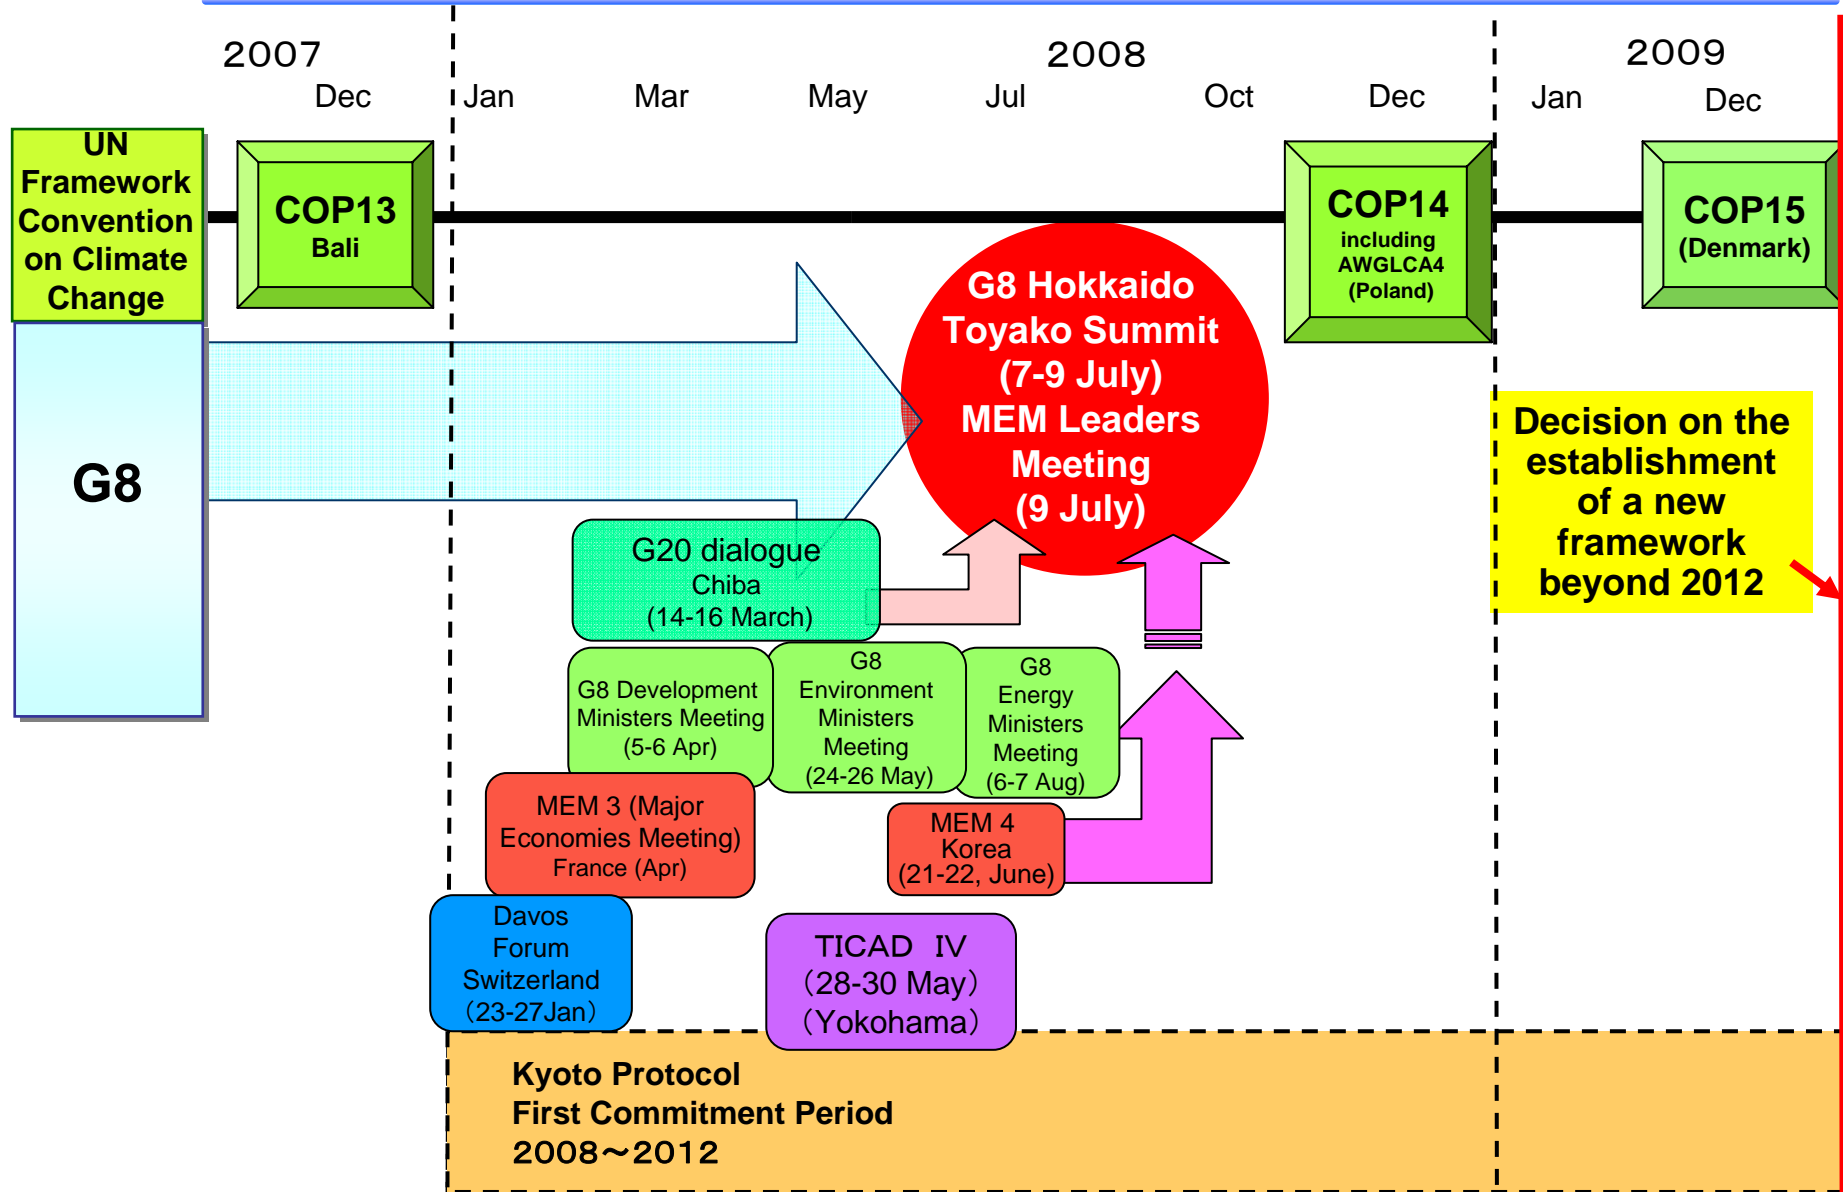 2007
2008
2009
Dec
Jan
Mar
May
Jul
Oct
Dec
Jan
Dec
UN
Framework
Convention
on Climate
Change
COP13
Bali
COP14
including
AWGLCA4
(Poland)
COP15
(Denmark)
G8
G8 Hokkaido
Toyako Summit
(7-9 July)
MEM Leaders
Meeting
(9 July)
Decision on the
establishment
of a new
framework
beyond 2012
G20 dialogue
Chiba
(14-16 March)
G8 Development
Ministers Meeting
(5-6 Apr)
G8
Environment
Ministers
Meeting
(24-26 May)
G8
Energy
Ministers
Meeting
(6-7 Aug)
MEM 3 (Major
Economies Meeting)
France (Apr)
MEM 4
Korea
(21-22, June)
Davos
Forum
Switzerland
(23-27Jan)
TICAD IV
(28-30 May)
(Yokohama)
Kyoto Protocol
First Commitment Period
2008～2012